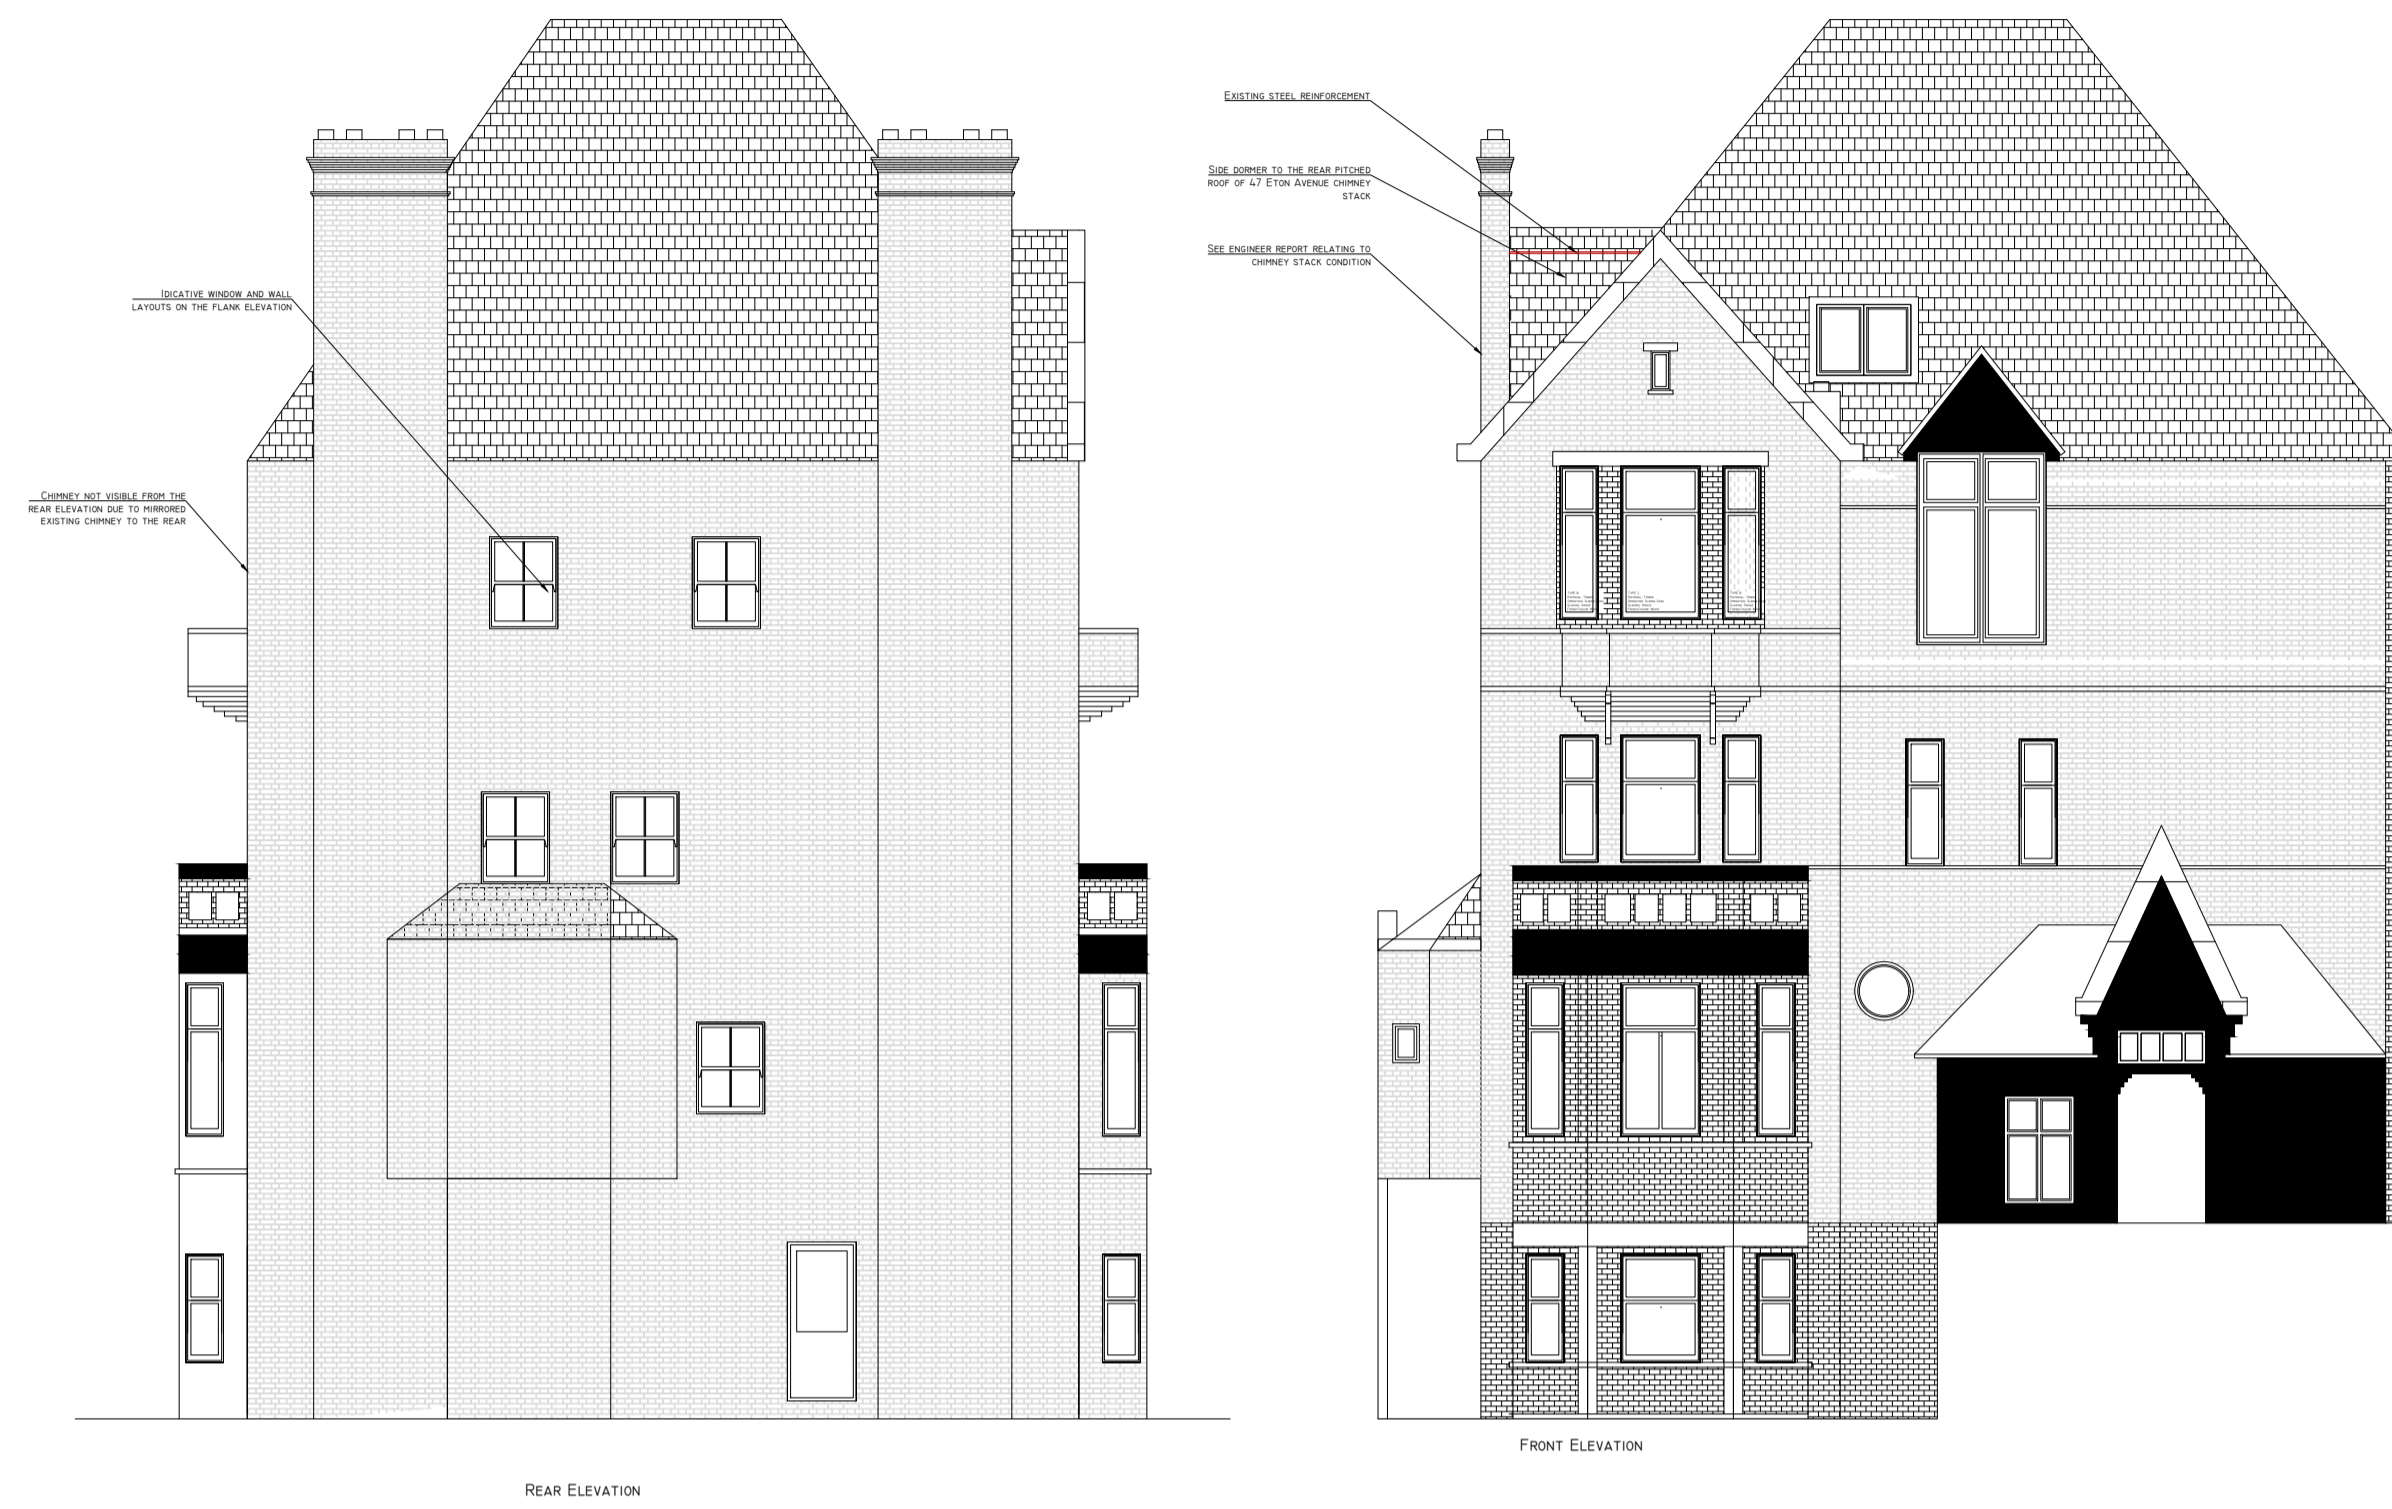 EXISTING STEEL REINFORCEMENT
SIDE DORMER TO THE REAR PITCHED
ROOF OF 47 ETON AVENUE CHIMNEY
STACK
SEE ENGINEER REPORT RELATING TO
CHIMNEY STACK CONDITION
IDICATIVE WINDOW AND WALL
LAYOUTS ON THE FLANK ELEVATION
CHIMNEY NOT VISIBLE FROM THE
REAR ELEVATION DUE TO MIRRORED
EXISTING CHIMNEY TO THE REAR
FRONT ELEVATION
REAR ELEVATION